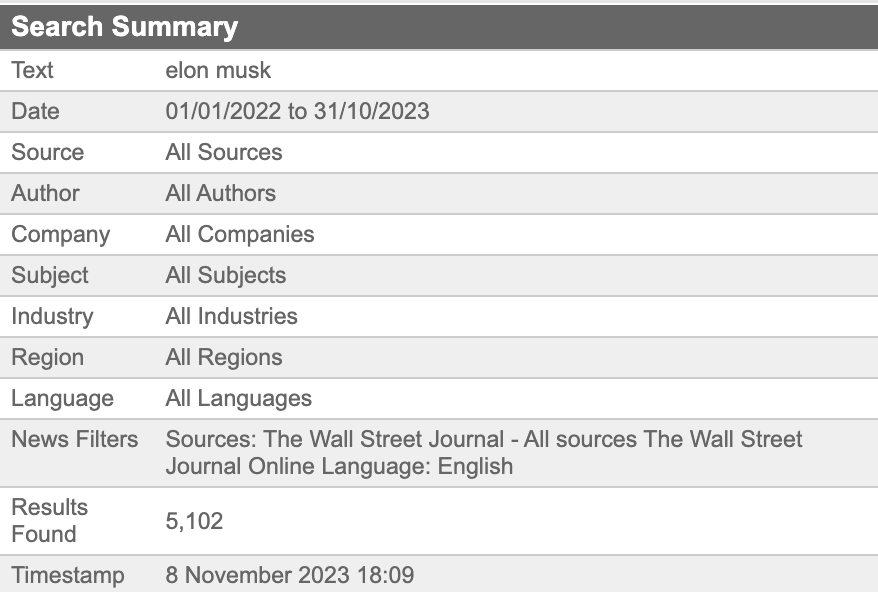 Search Summary
Text elon musk
Date 01/01/2022 to 31/10/2023
Source All Sources
Author All Authors
Company All Companies
Subject All Subjects
Industry All Industries
Region All Regions
Language All Languages
News Filters Sources: The Wall Street Journal - All sources The Wall Street
Journal Online Language: English
Results
Found 5,102
Timestamp 8 November 2023 18:09